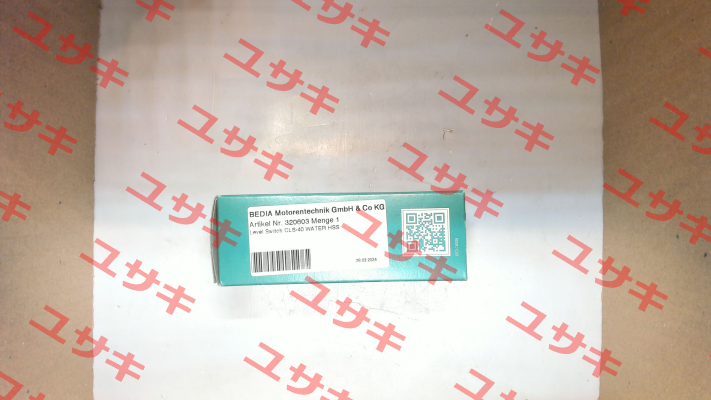 BEDIA Motorentechnik GmbH & Co KG
Artikel Nr. 320603 Menge 1
Level Switch CLS-40 WATER HSS
ユサキ